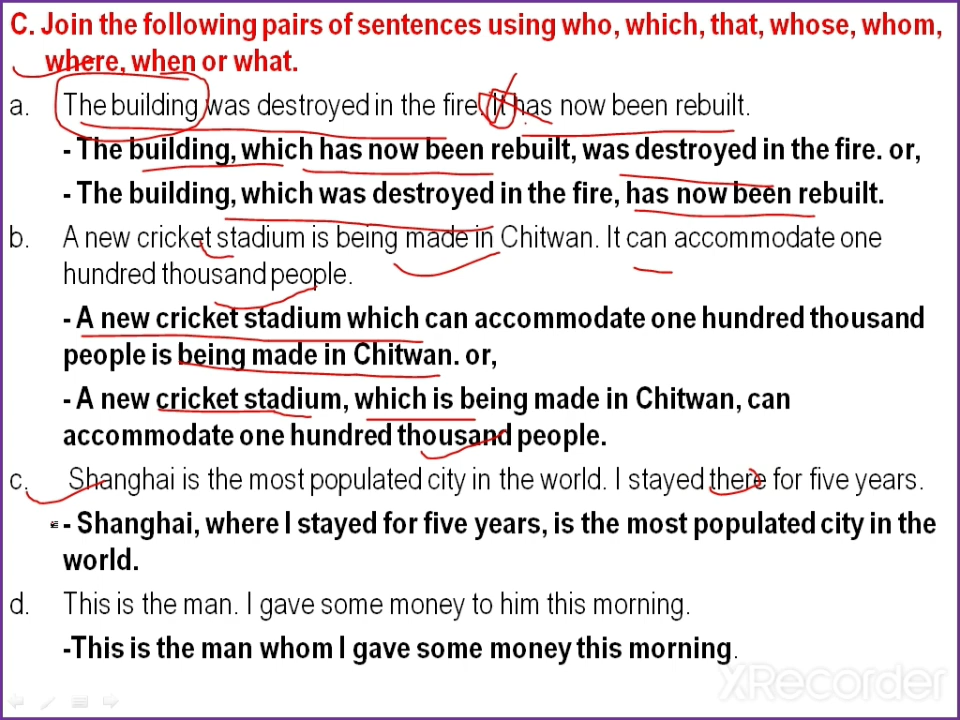 C. Join the following pairs of sentences using who, which, that, whose, whom,
where, when or what.
a. The building was destroyed in the fire. It has now been rebuilt.
- The building, which has now been rebuilt, was destroyed in the fire. or,
- The building, which was destroyed in the fire, has now been rebuilt.
b. A new cricket stadium is being made in Chitwan. It can accommodate one
hundred thousand people.
- A new cricket stadium which can accommodate one hundred thousand
people is being made in Chitwan. or,
- A new cricket stadium, which is being made in Chitwan, can
accommodate one hundred thousand people.
c. Shanghai is the most populated city in the world. I stayed there for five years.
- Shanghai, where I stayed for five years, is the most populated city in the
world.
d. This is the man. I gave some money to him this morning.
-This is the man whom I gave some money this morning.
XRecorder